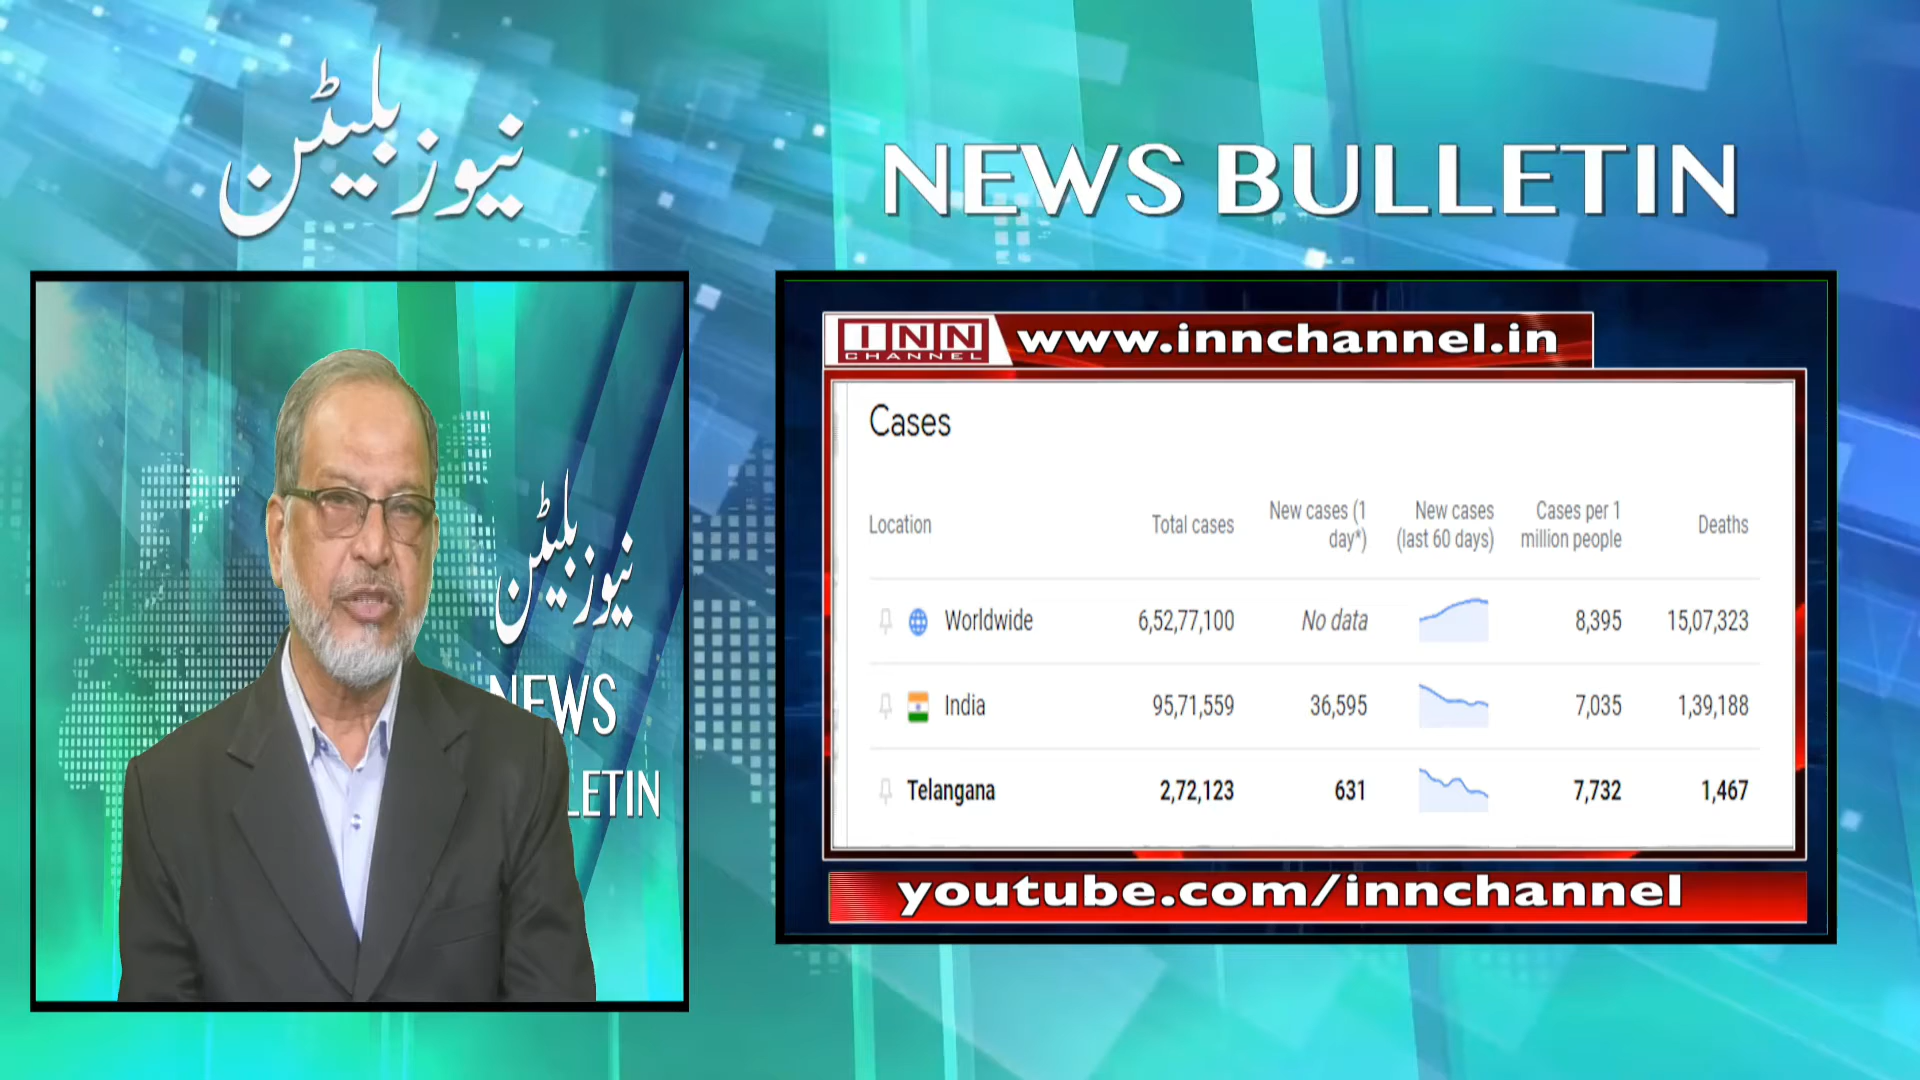 نیوز بلیٹن
NEWS BULLETIN
نیوز بلیٹن
NEWS
LETIN
INN
CHANNEL
www.innchannel.in
Cases
Location Total cases New cases (1 day*) New cases (last 60 days) Cases per 1 million people Deaths
Worldwide 6,52,77,100 No data 8,395 15,07,323
India 95,71,559 36,595 7,035 1,39,188
Telangana 2,72,123 631 7,732 1,467
youtube.com/innchannel